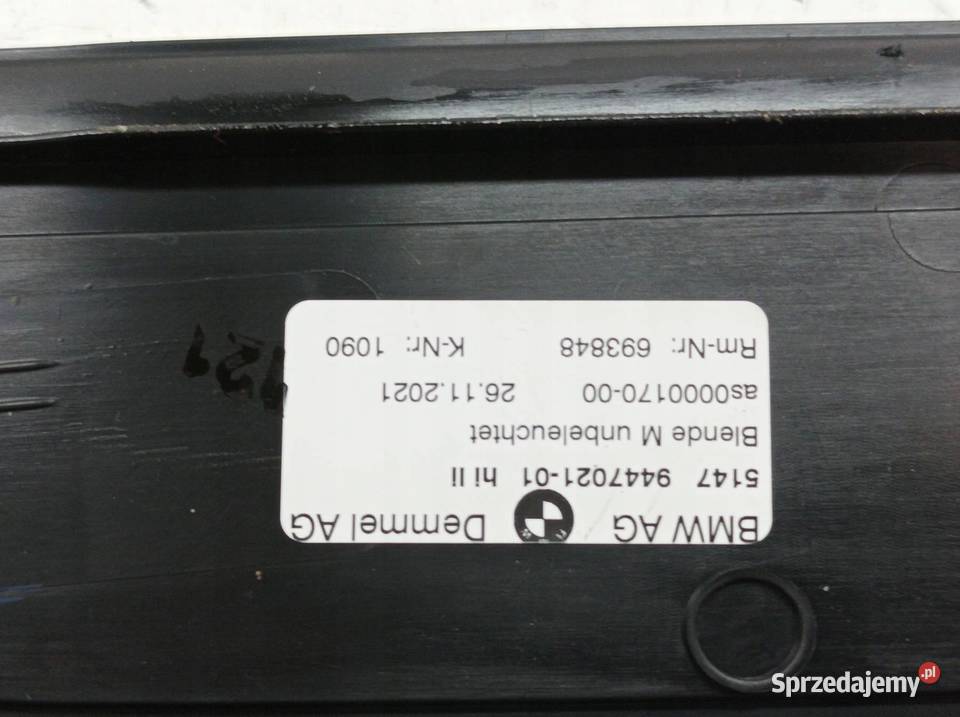 BMW AG Demmel AG
5147 9447021-01 hi li
Blende M unbeleuchtet
as0000170-00 26.11.2021
Rm-Nr: 693848 K-Nr: 1090
Sprzedajemy.pl